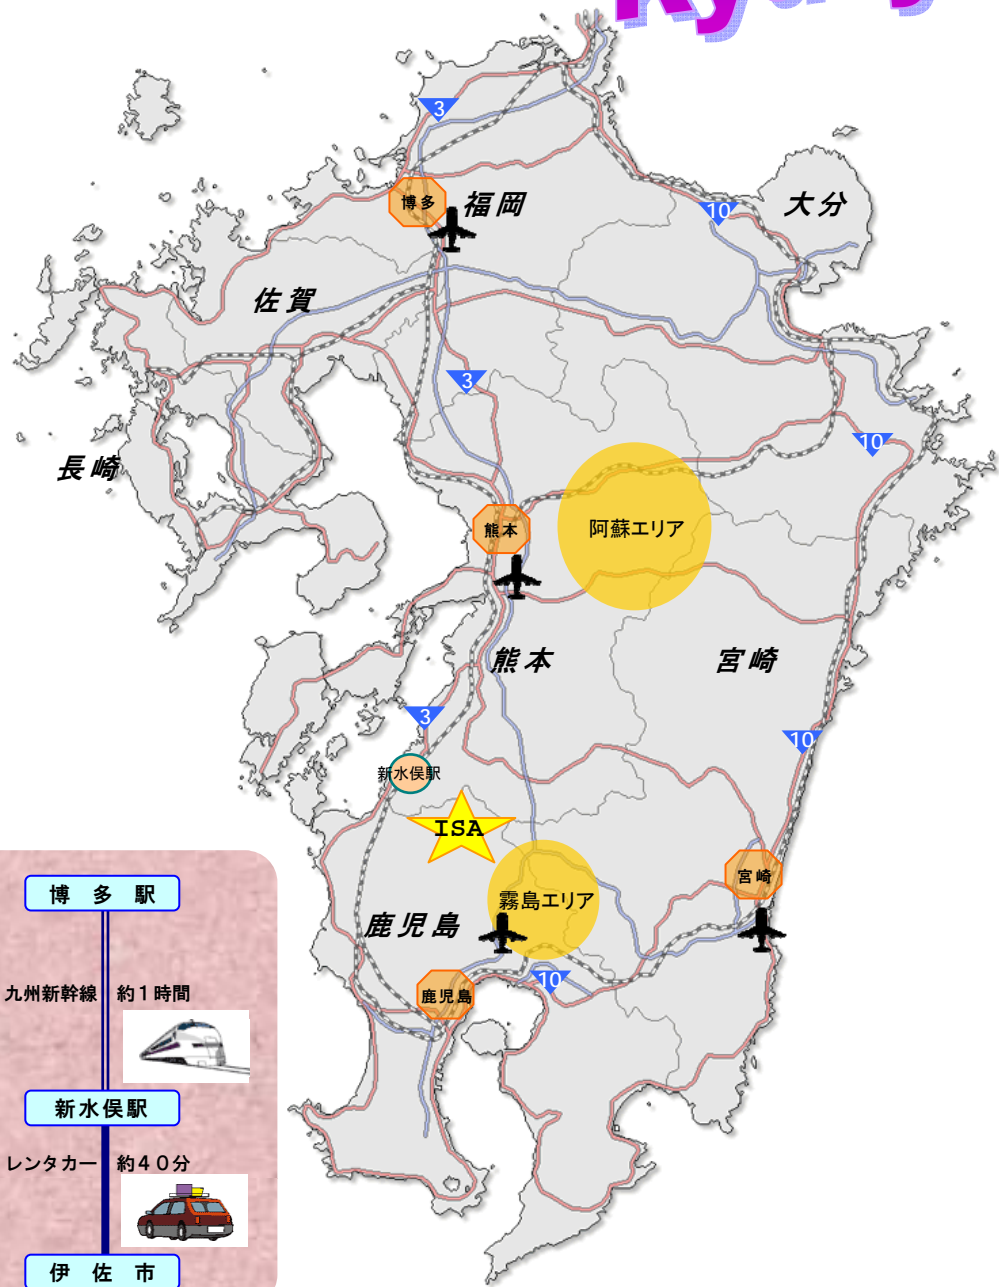 Kyu
3
博多
福岡
10
大分
佐賀
3
10
長崎
熊本
阿蘇エリア
熊本
宮崎
3
10
新水俣駅
ISA
宮崎
霧島エリア
鹿児島
10
鹿児島
博多駅
九州新幹線 約1時間
新水俣駅
レンタカー 約40分
伊佐市